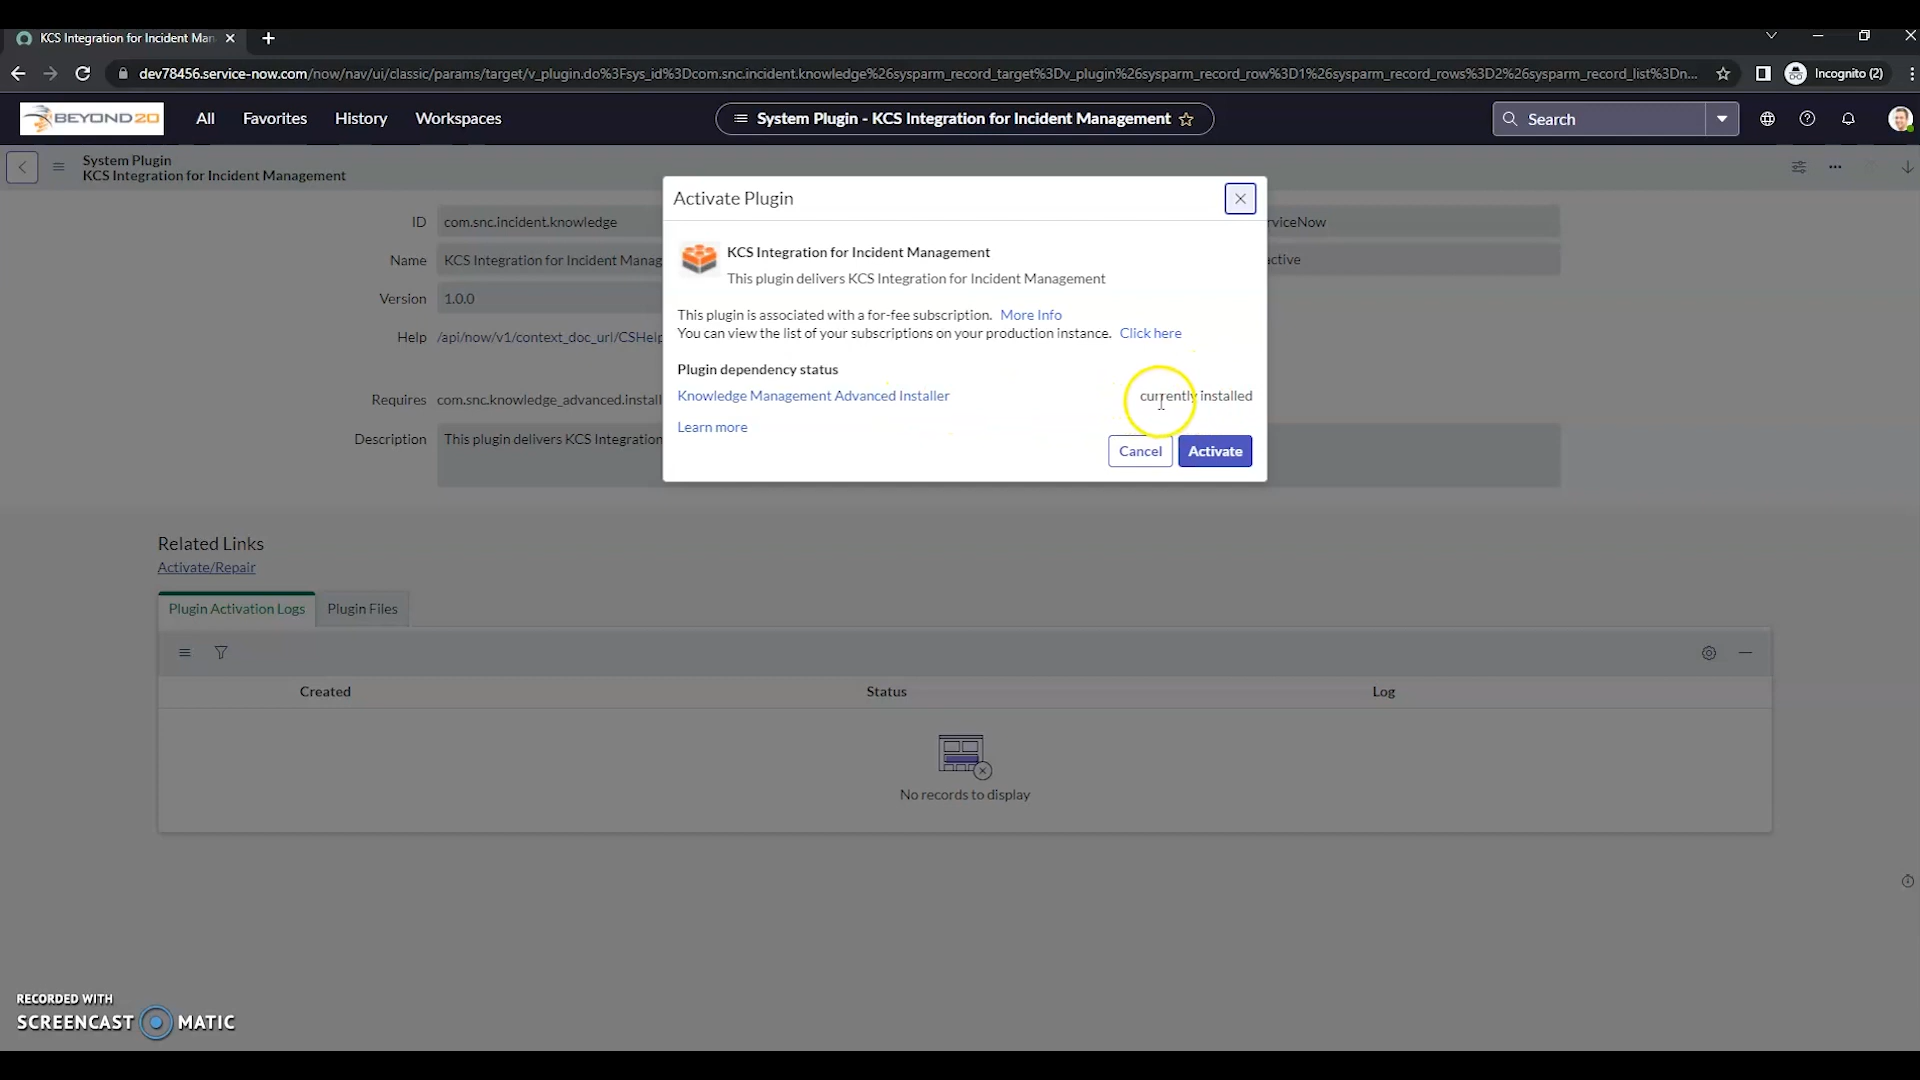 KCS Integration for Incident Man
dev78456.service-now.com/now/nav/ui/classic/params/target/v_plugin.do%3Fsys_id%3Dcom.snc.incident.knowledge%26sysparm_record_target%3Dv_plugin%26sysparm_record_row%3D1%26sysparm_record_rows%3D2%26sysparm_record_list%3Dn...
Incognito (2)
BEYOND20
All
Favorites
History
Workspaces
System Plugin - KCS Integration for Incident Management
Search
System Plugin
KCS Integration for Incident Management
Activate Plugin
ID
com.snc.incident.knowledge
rviceNow
Name
KCS Integration for Incident Manag
ctive
Version
1.0.0
Help
/api/now/v1/context_doc_url/CSHelp
Requires
com.snc.knowledge_advanced.install
Description
This plugin delivers KCS Integration
KCS Integration for Incident Management
This plugin delivers KCS Integration for Incident Management
This plugin is associated with a for-fee subscription. More Info
You can view the list of your subscriptions on your production instance. Click here
Plugin dependency status
Knowledge Management Advanced Installer
currently installed
Learn more
Cancel
Activate
Related Links
Activate/Repair
Plugin Activation Logs
Plugin Files
Created
Status
Log
No records to display
RECORDED WITH
SCREENCAST MATIC